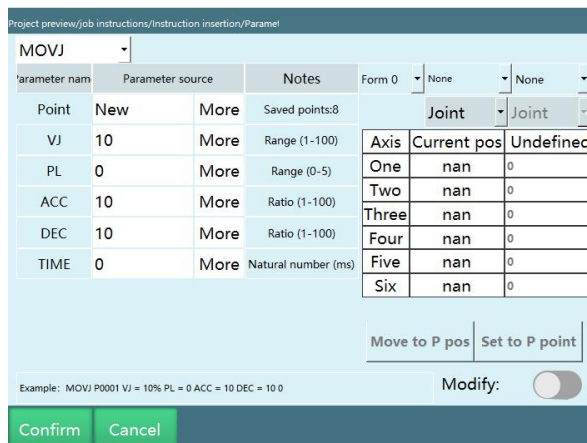 Project preview/job instructions/Instruction insertion/Paramet
MOVJ
Parameter nam Parameter source Notes Form 0 None None
Joint Joint
Point New More Saved points:8
VJ 10 More Range (1-100)
PL 0 More Range (0-5)
ACC 10 More Ratio (1-100)
DEC 10 More Ratio (1-100)
TIME 0 More Natural number (ms)
Axis Current pos Undefined
One nan 0
Two nan 0
Three nan 0
Four nan 0
Five nan 0
Six nan 0
Move to P pos Set to P point
Example: MOVJ P0001 VJ = 10% PL = 0 ACC = 10 DEC = 10 0
Modify:
Confirm Cancel